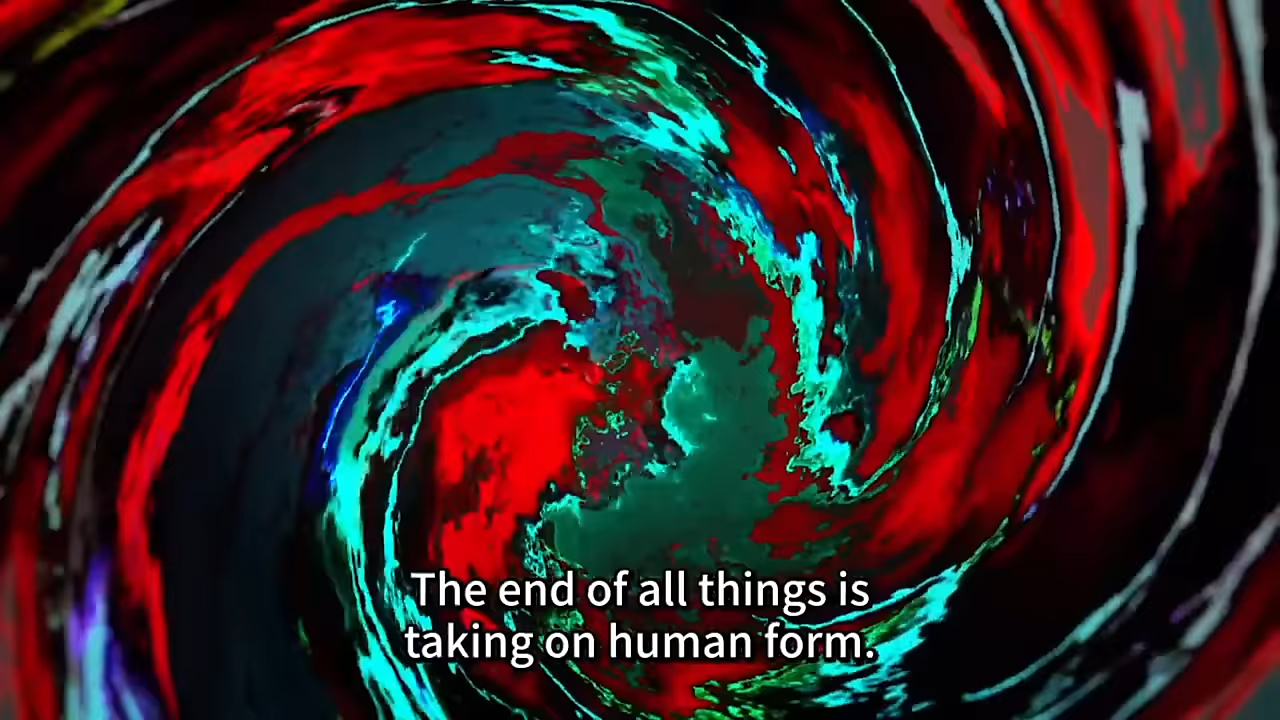 The end of all things is
taking on human form.